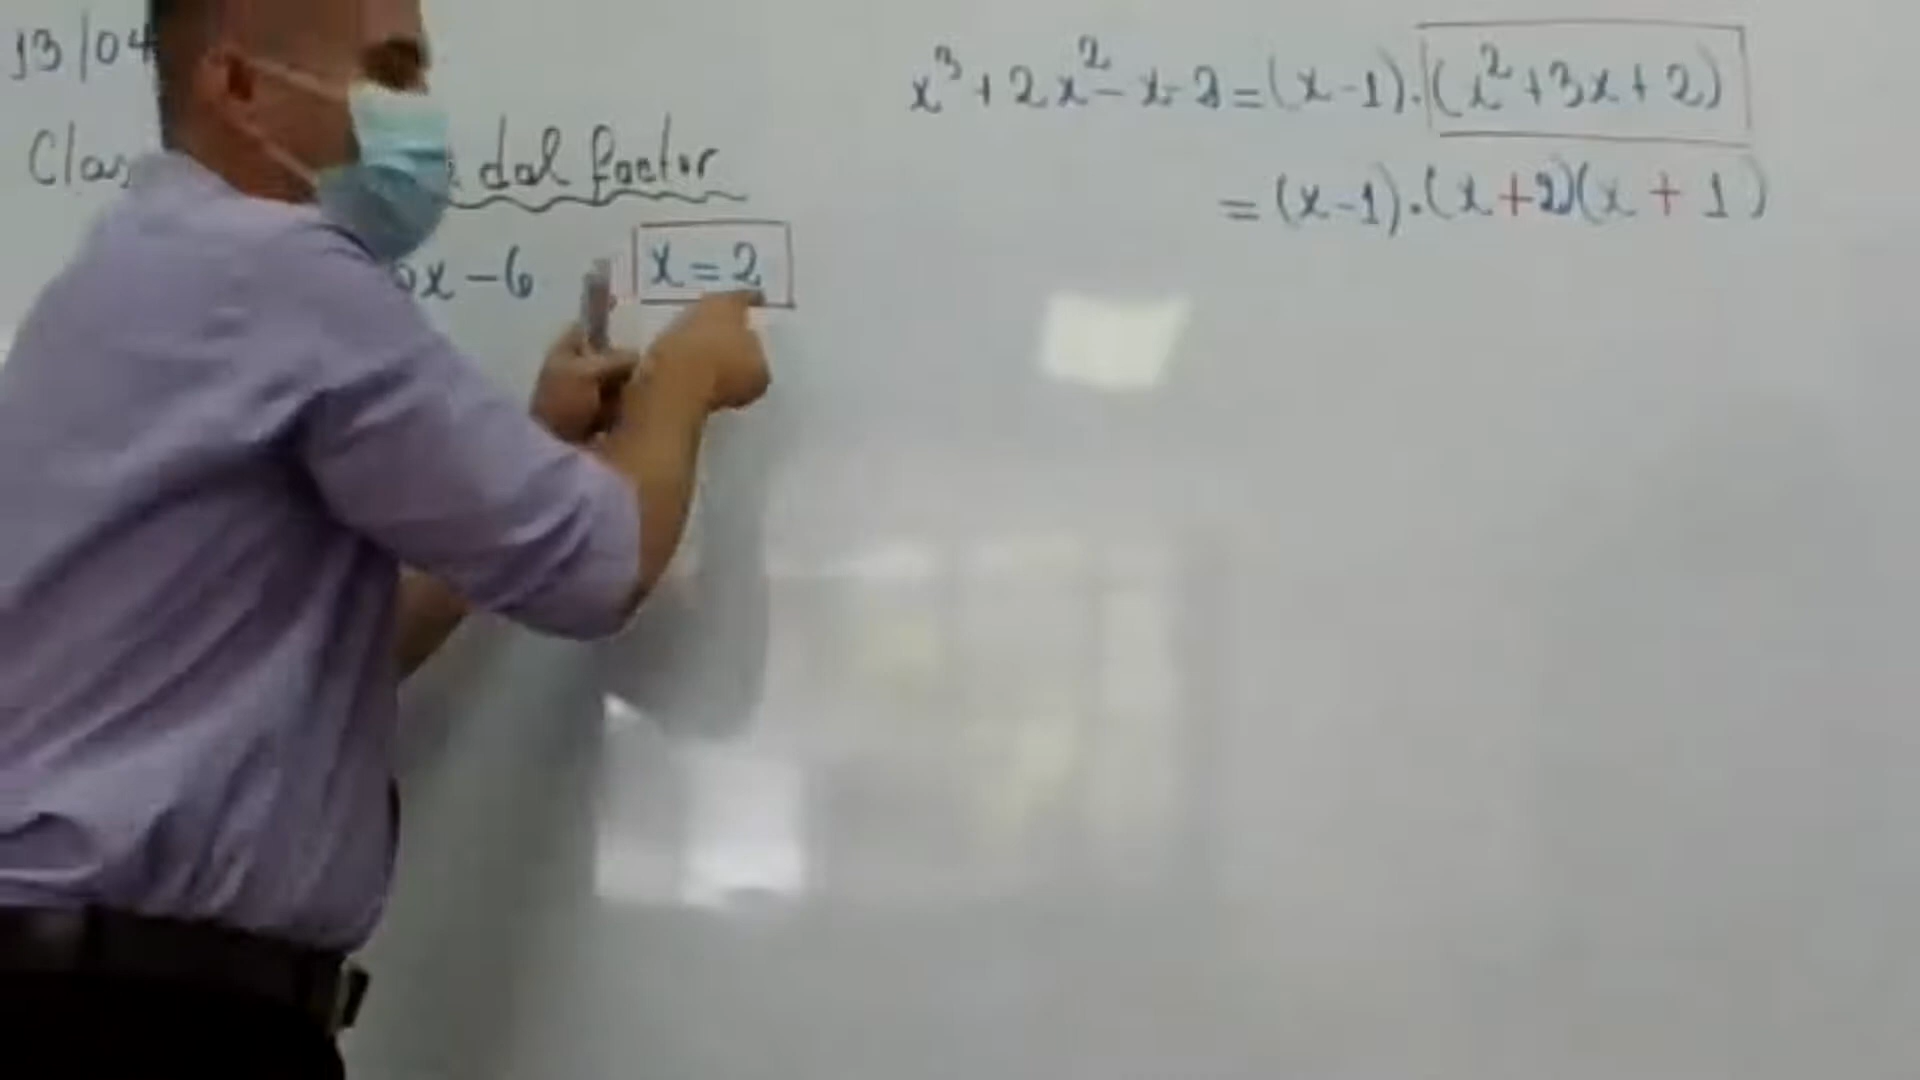 13/04
Clas dal factor
x - 6 x = 2
x³ + 2x² - x - 2 = (x - 1).(x² + 3x + 2)
= (x - 1).(x + 2)(x + 1)